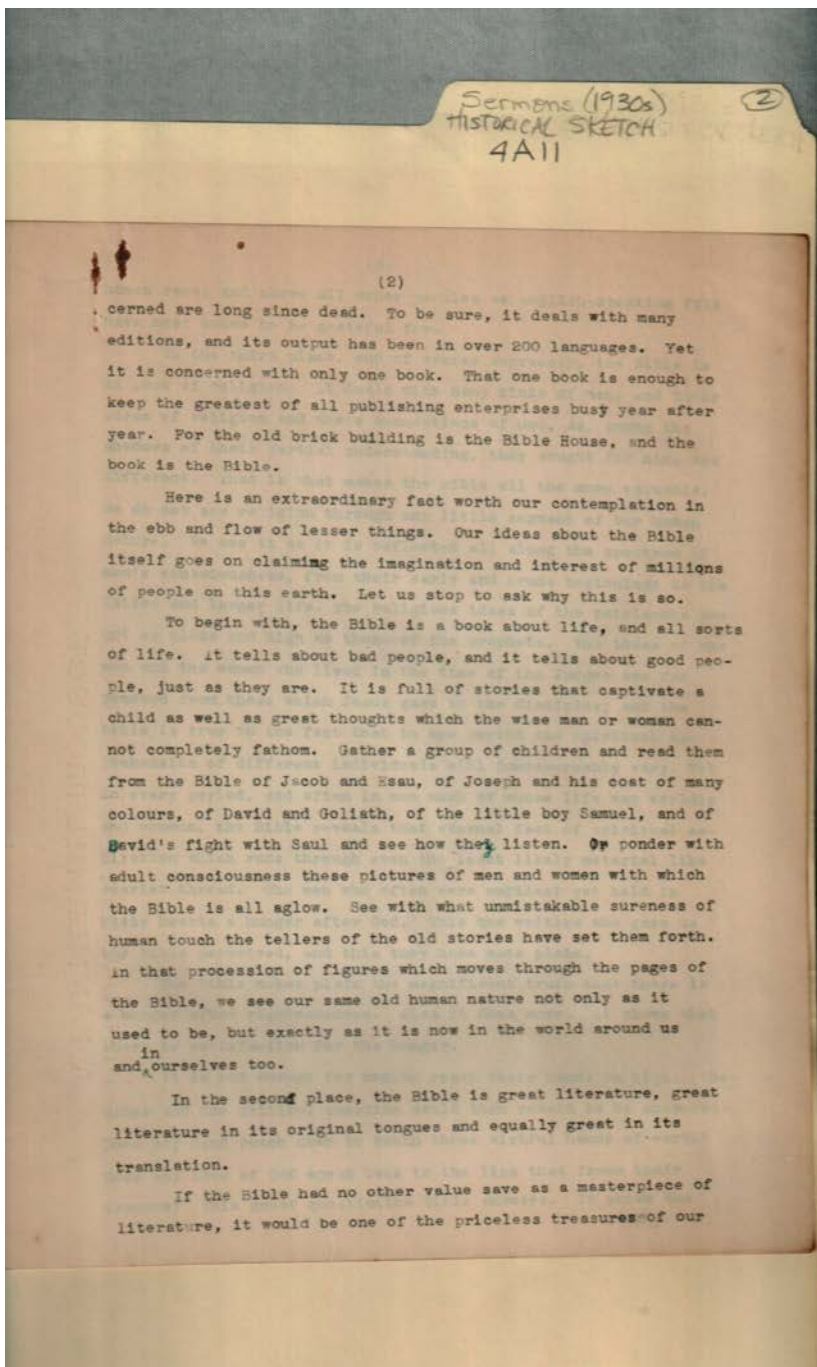 Sermons (1930s)
2
HISTORICAL SKETCH
4A11
(2)
cerned are long since dead. To be sure, it deals with many
editions, and its output has been in over 200 languages. Yet
it is concerned with only one book. That one book is enough to
keep the greatest of all publishing enterprises busy year after
year. For the old brick building is the Bible House, and the
book is the Bible.
Here is an extraordinary fact worth our contemplation in
the ebb and flow of lesser things. Our ideas about the Bible
itself goes on claiming the imagination and interest of millions
of people on this earth. Let us stop to ask why this is so.
To begin with, the Bible is a book about life, and all sorts
of life. It tells about bad people, and it tells about good peo-
ple, just as they are. It is full of stories that captivate a
child as well as great thoughts which the wise man or woman can-
not completely fathom. Gather a group of children and read them
from the Bible of Jacob and Esau, of Joseph and his coat of many
colours, of David and Goliath, of the little boy Samuel, and of
David's fight with Saul and see how they listen. Or ponder with
adult consciousness these pictures of men and women with which
the Bible is all aglow. See with what unmistakable sureness of
human touch the tellers of the old stories have set them forth.
In that procession of figures which moves through the pages of
the Bible, we see our same old human nature not only as it
used to be, but exactly as it is now in the world around us
and in ourselves too.
In the second place, the Bible is great literature, great
literature in its original tongues and equally great in its
translation.
If the Bible had no other value save as a masterpiece of
literature, it would be one of the priceless treasures of our